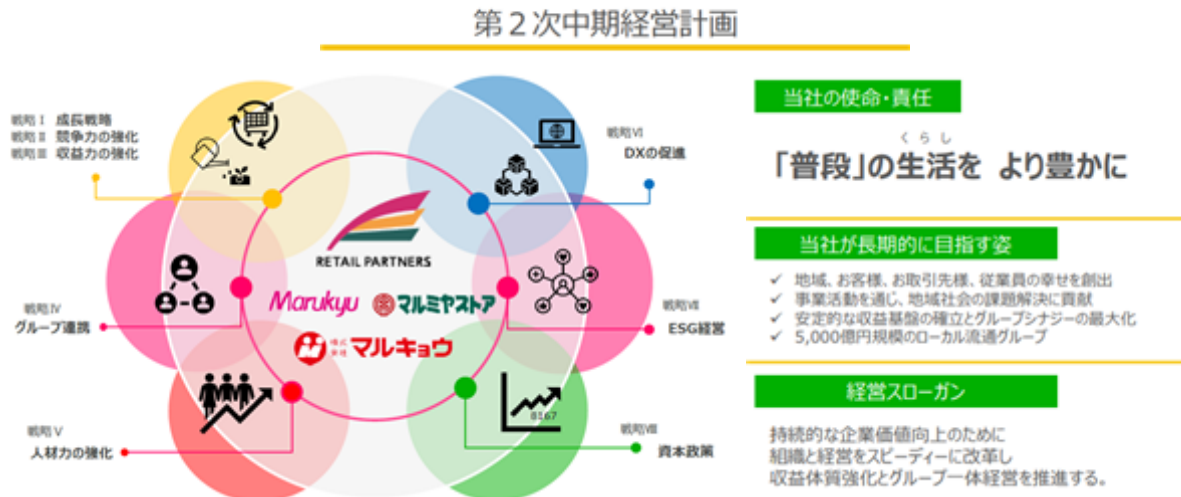 第2次中期経営計画
戦略Ⅰ 成長戦略
戦略Ⅱ 競争力の強化
戦略Ⅲ 収益力の強化
戦略Ⅳ
グループ連携
戦略Ⅴ
人材力の強化
RETAIL PARTNERS
Marukyu
マルミヤストア
株式会社
マルキョウ
戦略Ⅵ
DXの促進
戦略Ⅶ
ESG経営
8167
戦略Ⅷ
資本政策
当社の使命・責任
くらし
「普段」の生活を より豊かに
当社が長期的に目指す姿
✓ 地域、お客様、お取引先様、従業員の幸せを創出
✓ 事業活動を通じ、地域社会の課題解決に貢献
✓ 安定的な収益基盤の確立とグループシナジーの最大化
✓ 5,000億円規模のローカル流通グループ
経営スローガン
持続的な企業価値向上のために
組織と経営をスピーディーに改革し
収益体質強化とグループ一体経営を推進する。